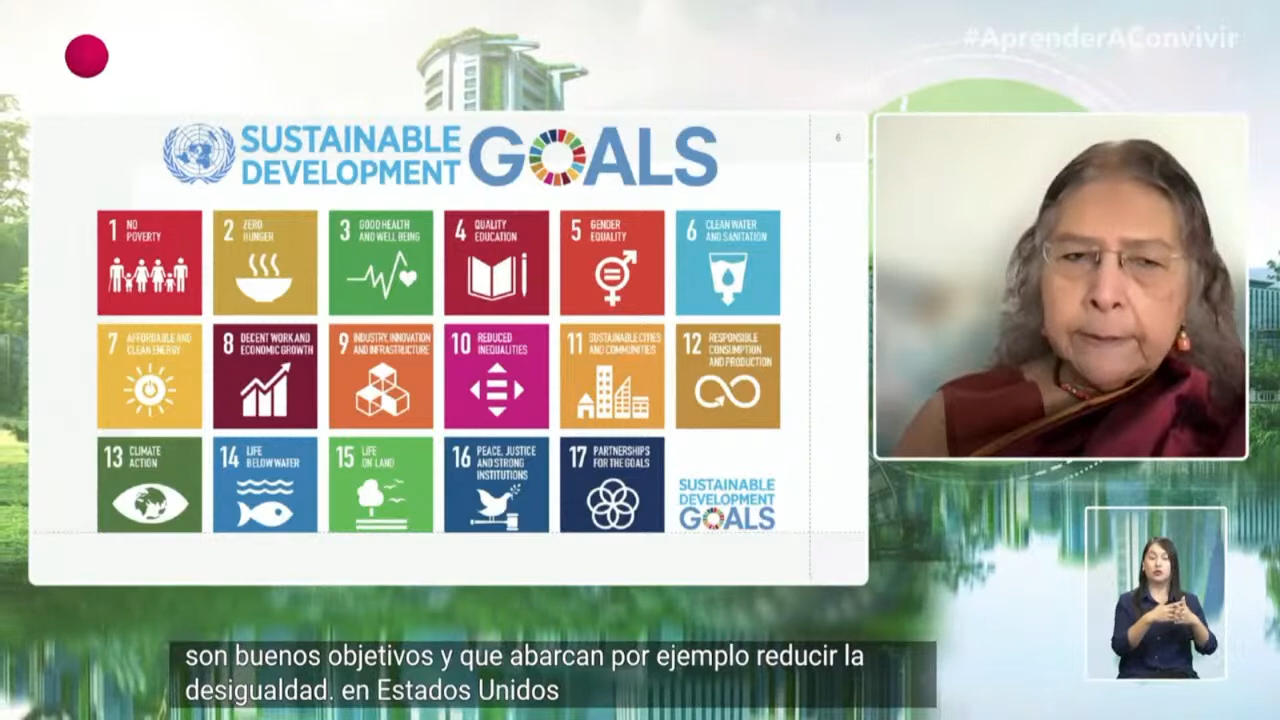 #AprenderAConvivir
SUSTAINABLE
DEVELOPMENT
GOALS
6
1 NO
POVERTY
2 ZERO
HUNGER
3 GOOD HEALTH
AND WELL BEING
4 QUALITY
EDUCATION
5 GENDER
EQUALITY
6 CLEAN WATER
AND SANITATION
7 AFFORDABLE AND
CLEAN ENERGY
8 DECENT WORK AND
ECONOMIC GROWTH
9 INDUSTRY, INNOVATION
AND INFRASTRUCTURE
10 REDUCED
INEQUALITIES
11 SUSTAINABLE CITIES
AND COMMUNITIES
12 RESPONSIBLE
CONSUMPTION
AND PRODUCTION
13 CLIMATE
ACTION
14 LIFE
BELOW WATER
15 LIFE
ON LAND
16 PEACE, JUSTICE
AND STRONG
INSTITUTIONS
17 PARTNERSHIPS
FOR THE GOALS
SUSTAINABLE
DEVELOPMENT
GOALS
son buenos objetivos y que abarcan por ejemplo reducir la
desigualdad. en Estados Unidos